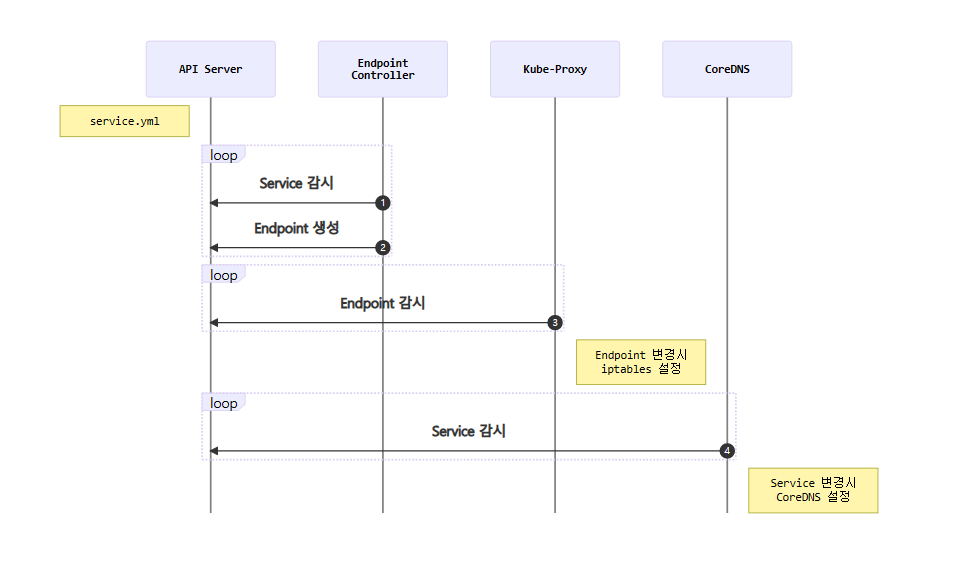 API Server
Endpoint
Controller
Kube-Proxy
CoreDNS
service.yml
loop
Service 감시
1
Endpoint 생성
2
loop
Endpoint 감시
3
Endpoint 변경시
iptables 설정
loop
Service 감시
4
Service 변경시
CoreDNS 설정